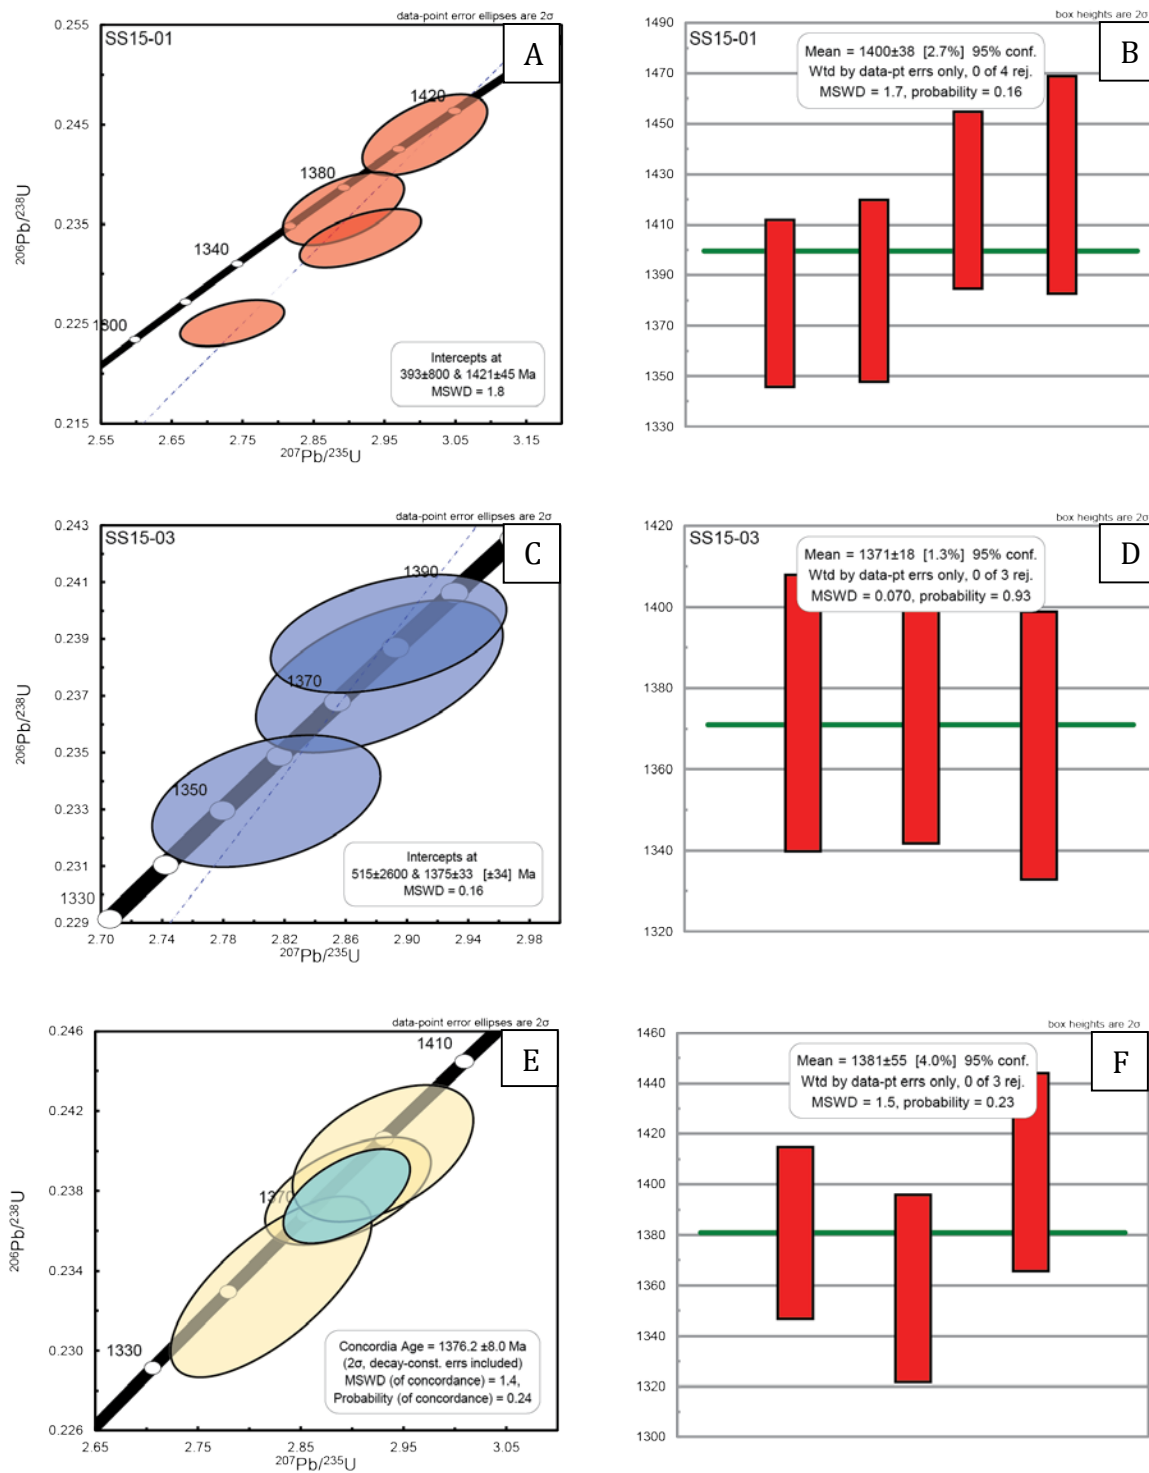 data-point error ellipses are 2σ
SS15-01
A
0.255
0.245
0.235
0.225
0.215
206Pb/238U
1420
1380
1340
1300
Intercepts at
393±800 & 1421±45 Ma
MSWD = 1.8
2.55 2.65 2.75 2.85 2.95 3.05 3.15
207Pb/235U
box heights are 2σ
SS15-01
B
Mean = 1400±38 [2.7%] 95% conf.
Wtd by data-pt errs only, 0 of 4 rej.
MSWD = 1.7, probability = 0.16
1490
1470
1450
1430
1410
1390
1370
1350
1330
data-point error ellipses are 2σ
SS15-03
C
0.243
0.241
0.239
0.237
0.235
0.233
0.231
0.229
206Pb/238U
1390
1370
1350
1330
Intercepts at
515±2600 & 1375±33 [±34] Ma
MSWD = 0.16
2.70 2.74 2.78 2.82 2.86 2.90 2.94 2.98
207Pb/235U
box heights are 2σ
SS15-03
D
Mean = 1371±18 [1.3%] 95% conf.
Wtd by data-pt errs only, 0 of 3 rej.
MSWD = 0.070, probability = 0.93
1420
1400
1380
1360
1340
1320
data-point error ellipses are 2σ
E
0.246
0.242
0.238
0.234
0.230
0.226
206Pb/238U
1410
1370
1330
Concordia Age = 1376.2 ±8.0 Ma
(2σ, decay-const. errs included)
MSWD (of concordance) = 1.4,
Probability (of concordance) = 0.24
2.65 2.75 2.85 2.95 3.05
207Pb/235U
box heights are 2σ
F
Mean = 1381±55 [4.0%] 95% conf.
Wtd by data-pt errs only, 0 of 3 rej.
MSWD = 1.5, probability = 0.23
1460
1440
1420
1400
1380
1360
1340
1320
1300